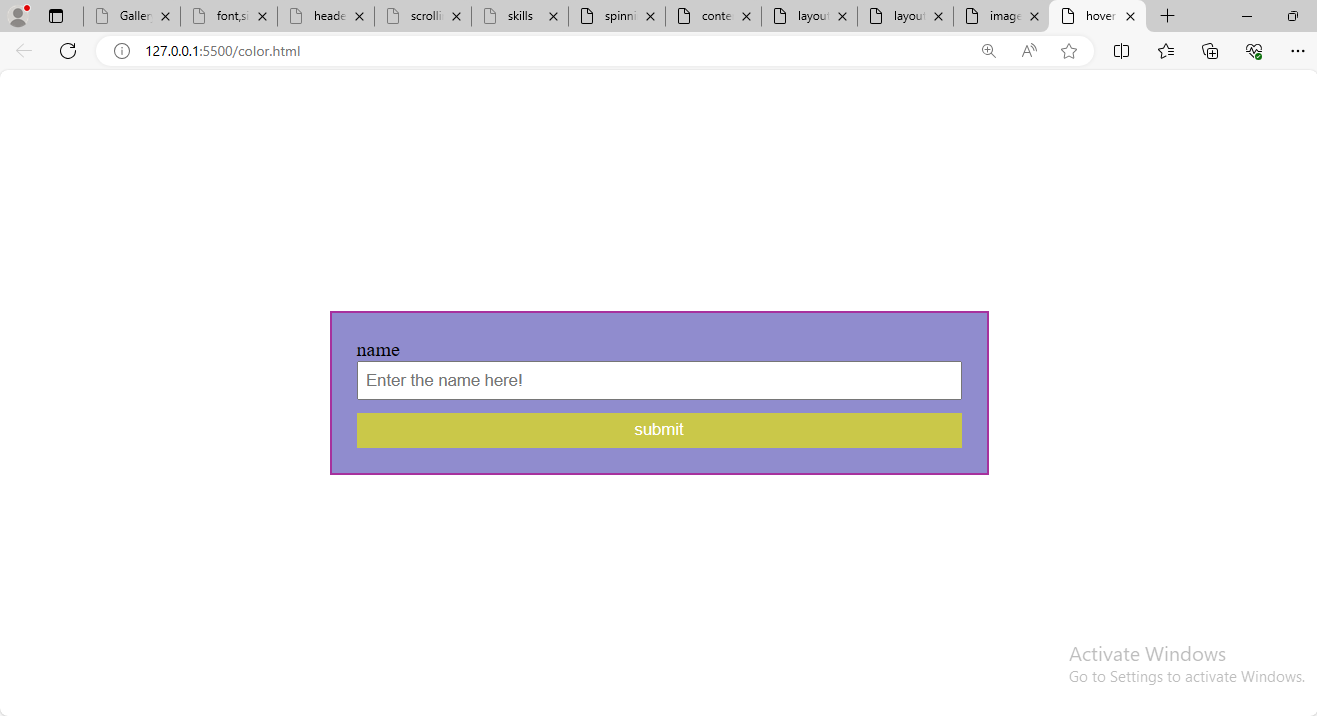 Galler font,si heade scrolli skills spinni conte layout layout image hover
127.0.0.1:5500/color.html
name
Enter the name here!
submit
Activate Windows
Go to Settings to activate Windows.